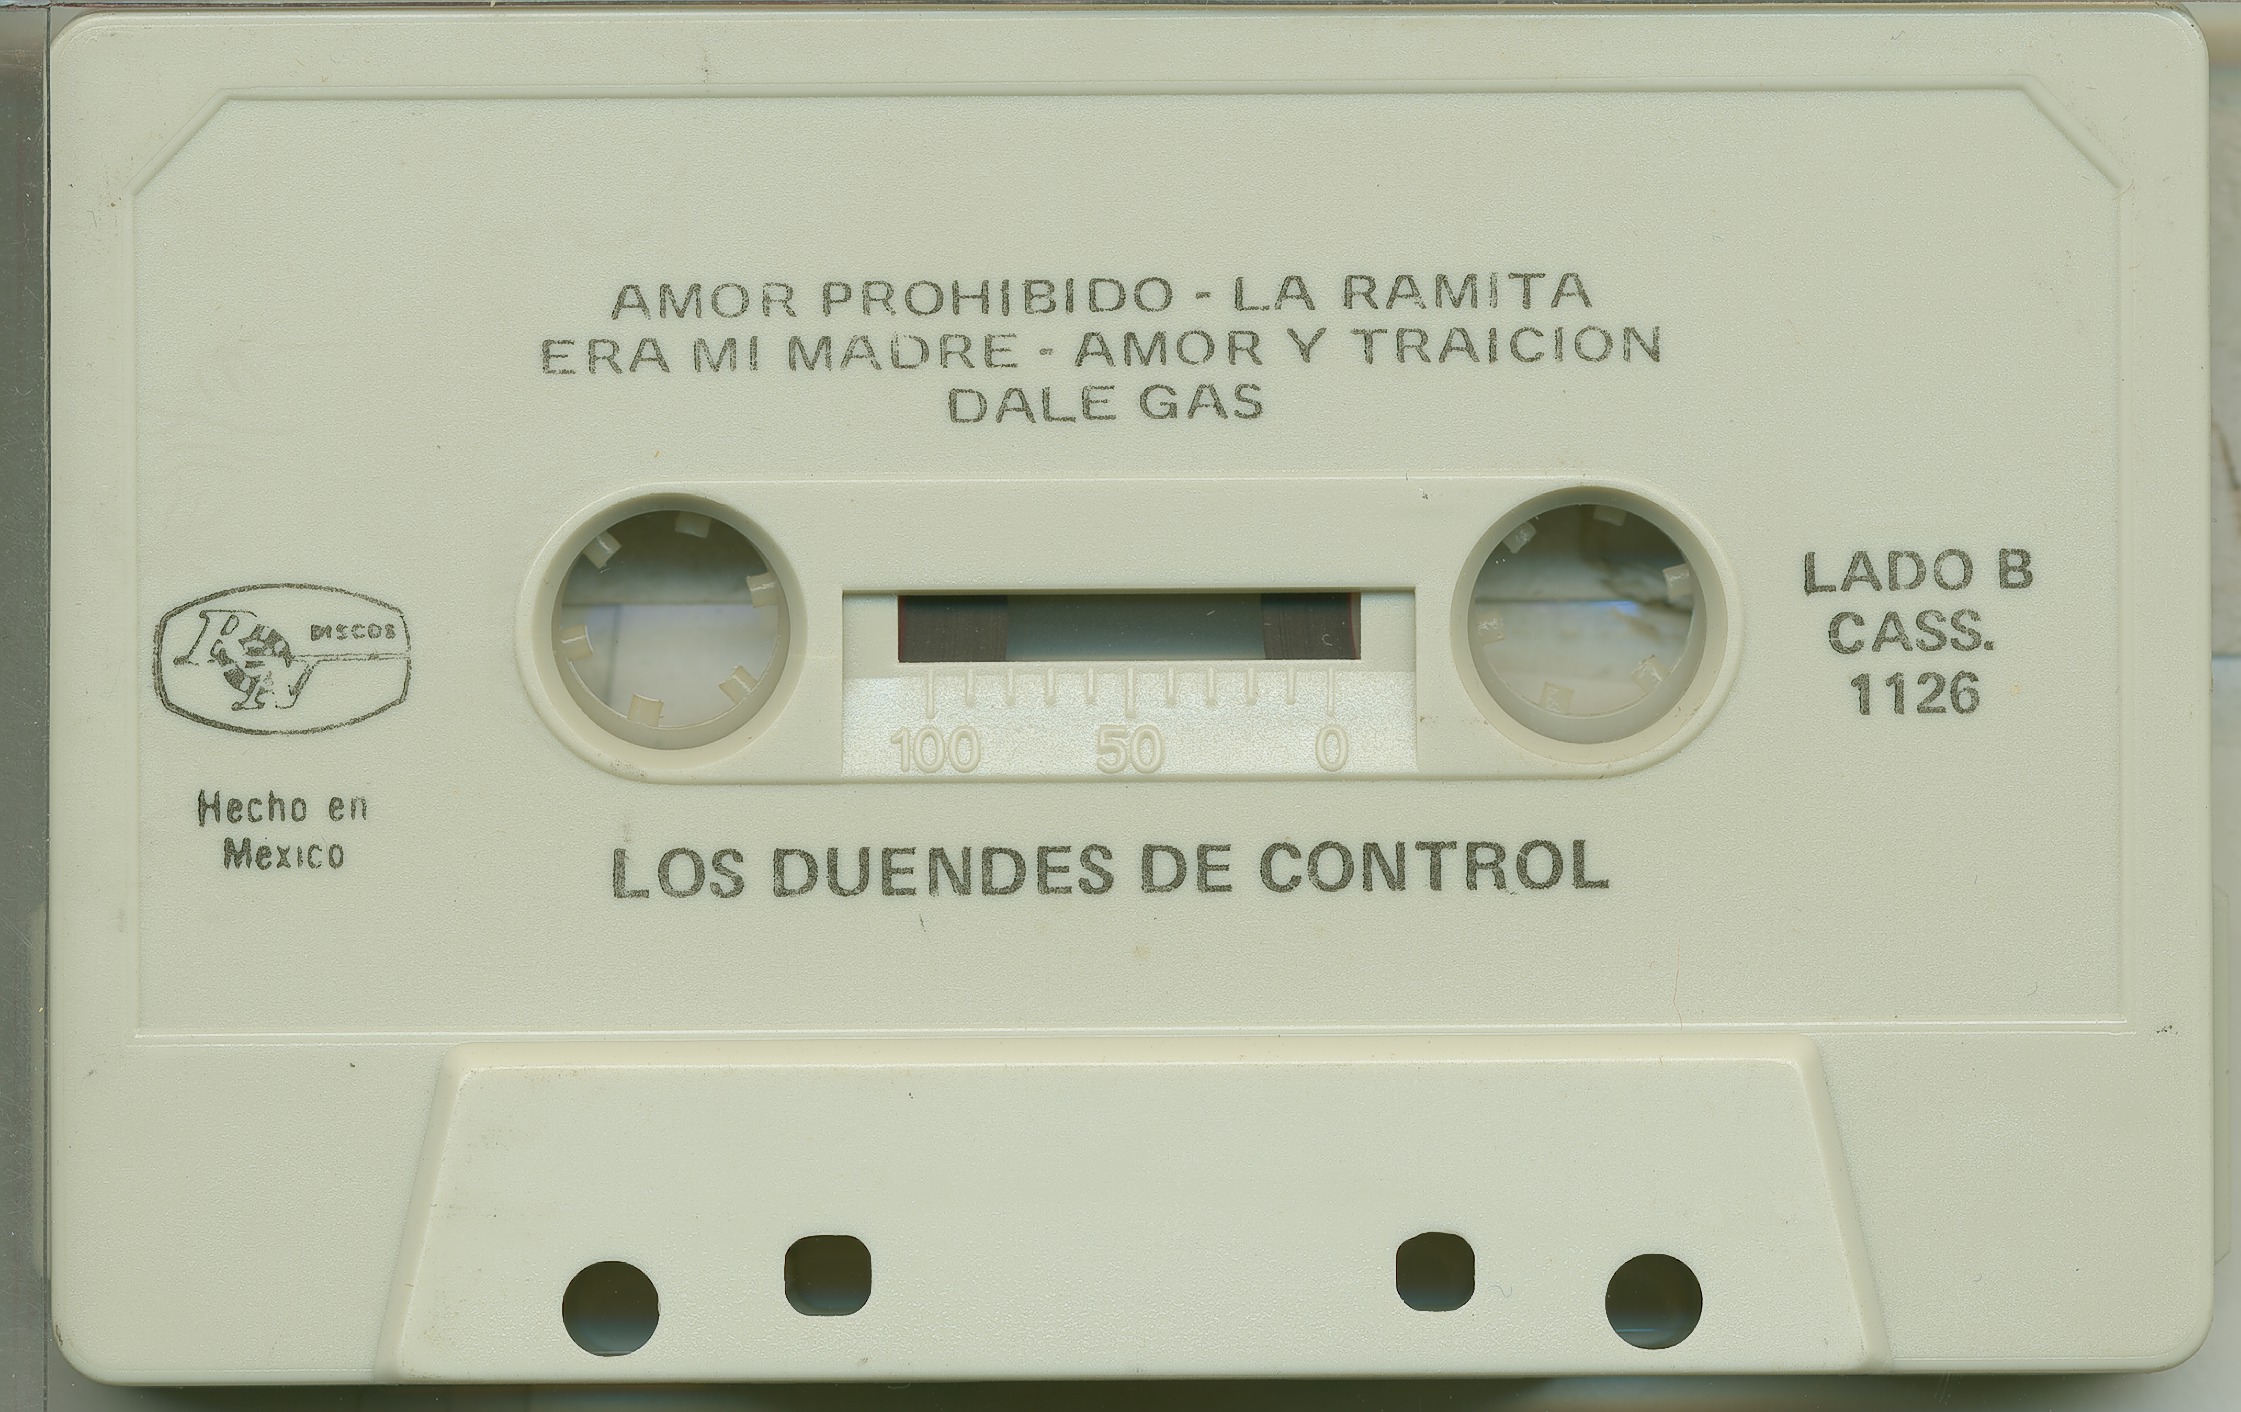 AMOR PROHIBIDO - LA RAMITA
ERA MI MADRE - AMOR Y TRAICION
DALE GAS
DISCOS
LADO B
CASS.
1126
100 50 0
Hecho en
Mexico
LOS DUENDES DE CONTROL